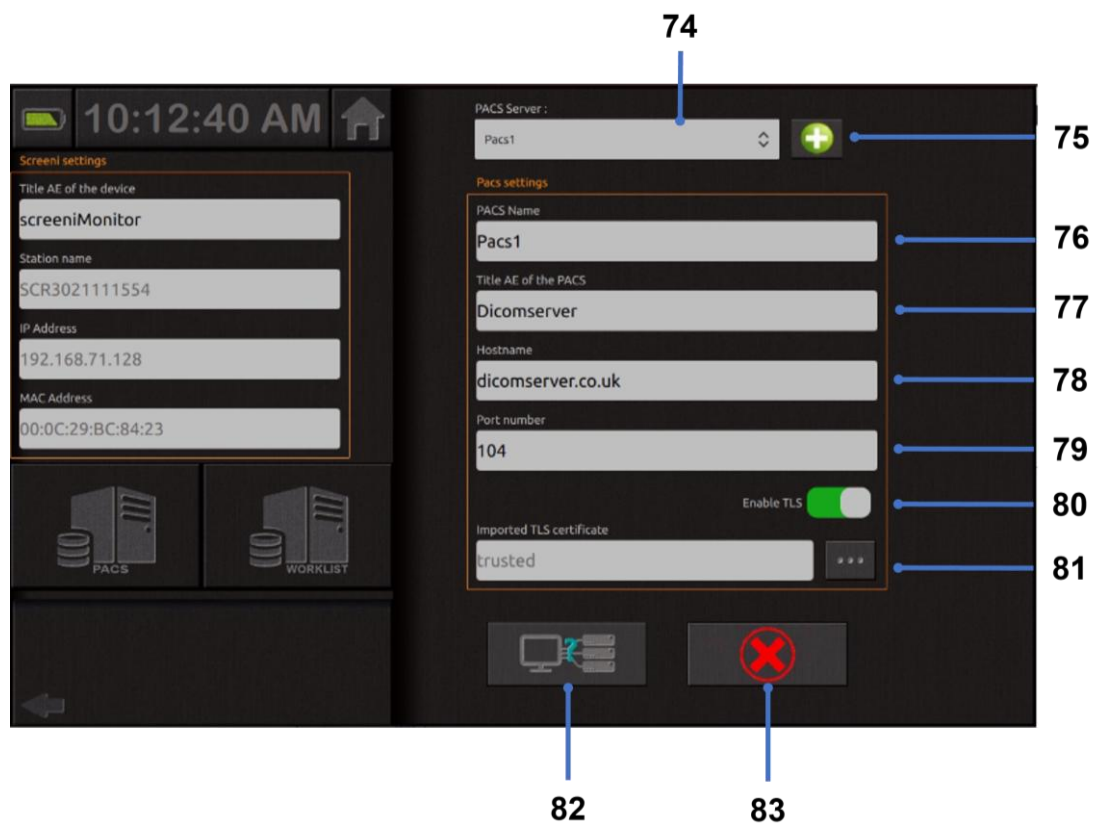 74
10:12:40 AM
PACS Server :
Pacs1
75
Screeni settings
Title AE of the device
screeniMonitor
Station name
SCR3021111554
IP Address
192.168.71.128
MAC Address
00:0C:29:BC:84:23
PACS
WORKLIST
Pacs settings
PACS Name
Pacs1
76
Title AE of the PACS
Dicomserver
77
Hostname
dicomserver.co.uk
78
Port number
104
79
Enable TLS
80
Imported TLS certificate
trusted
...
81
82
83